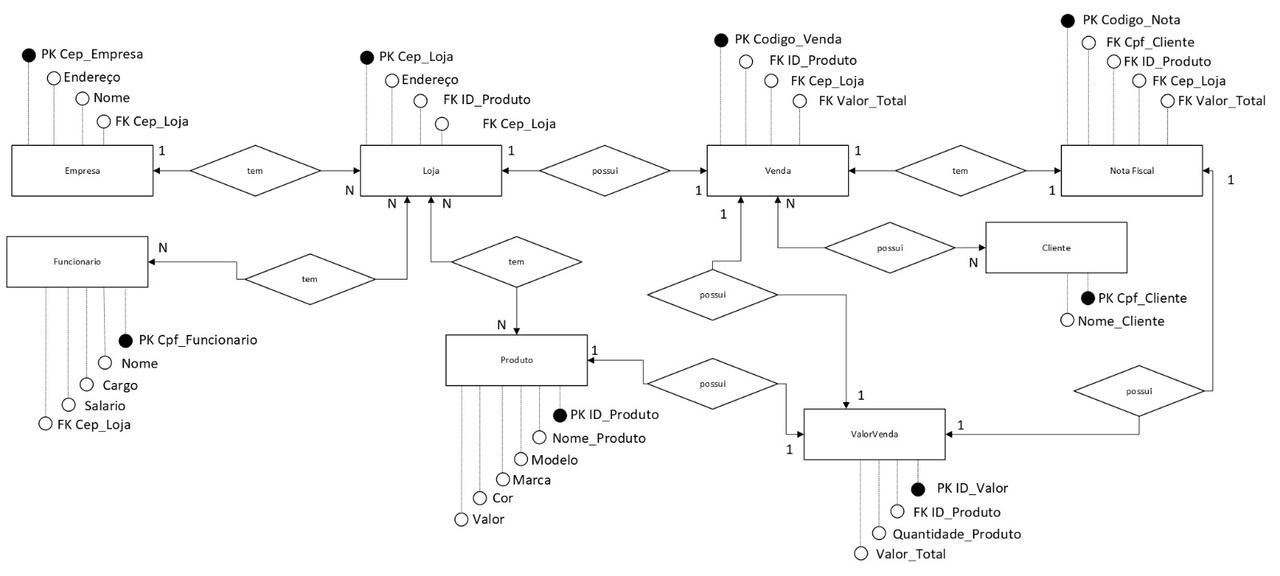 PK Cep_Empresa
Endereço
Nome
FK Cep_Loja
Empresa
1
tem
N
PK Cep_Loja
Endereço
FK ID_Produto
FK Cep_Loja
Loja
1
possui
1
PK Codigo_Venda
FK ID_Produto
FK Cep_Loja
FK Valor_Total
Venda
1
tem
1
PK Codigo_Nota
FK Cpf_Cliente
FK ID_Produto
FK Cep_Loja
FK Valor_Total
Nota Fiscal
1
N
N
1
N
Funcionario
N
tem
tem
N
possui
N
Cliente
PK Cpf_Cliente
Nome_Cliente
possui
PK Cpf_Funcionario
Nome
Cargo
Salario
FK Cep_Loja
Produto
1
possui
1
1
possui
ValorVenda
1
PK ID_Produto
Nome_Produto
Modelo
Marca
Cor
Valor
PK ID_Valor
FK ID_Produto
Quantidade_Produto
Valor_Total